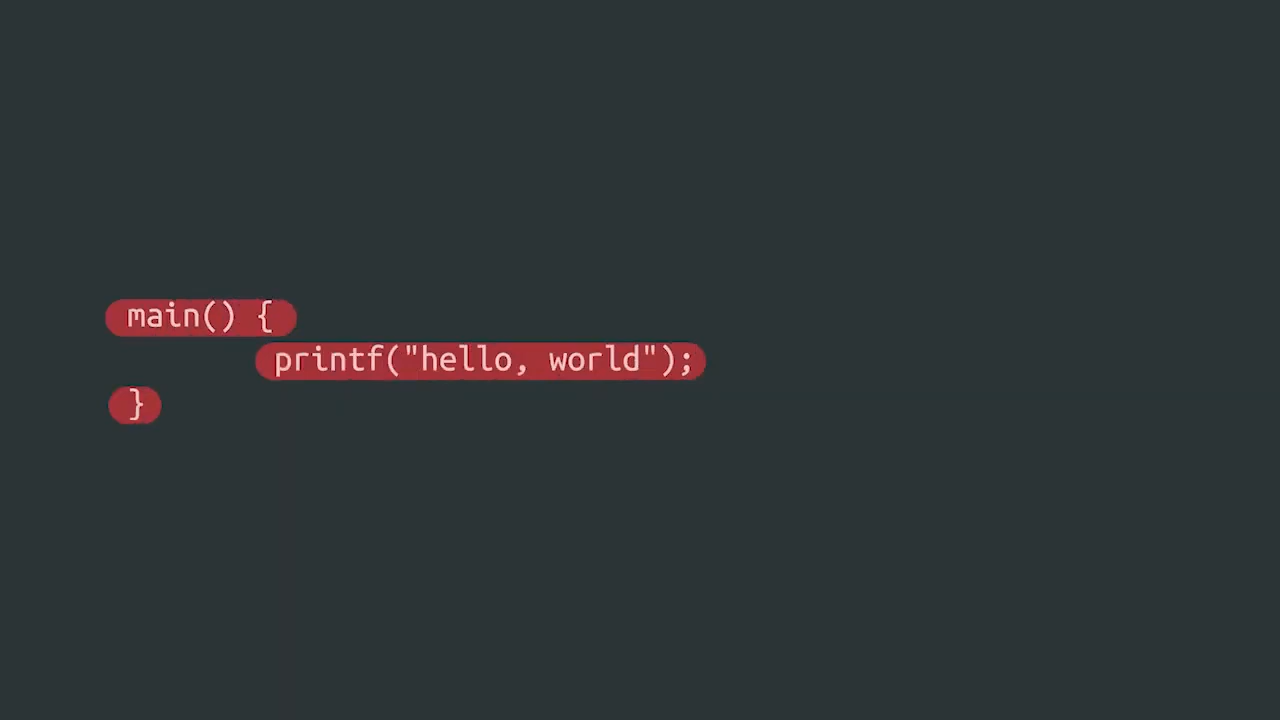 main() {
        printf("hello, world");
}